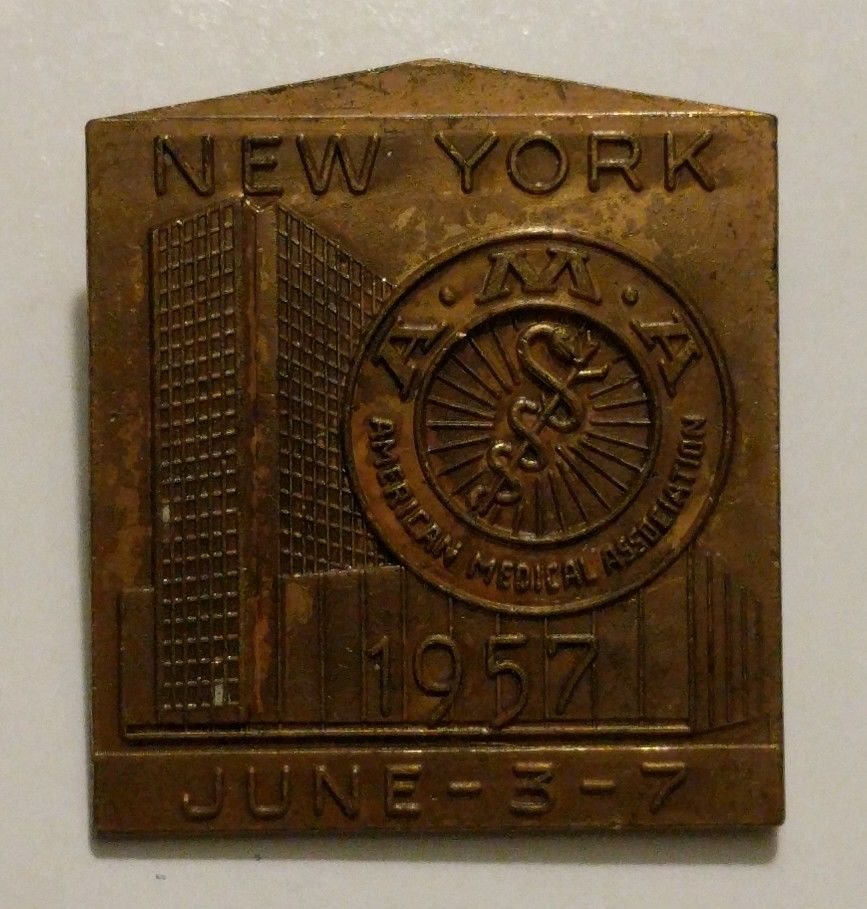 NEW YORK
A·M·A
AMERICAN MEDICAL ASSOCIATION
1957
JUNE-3-7